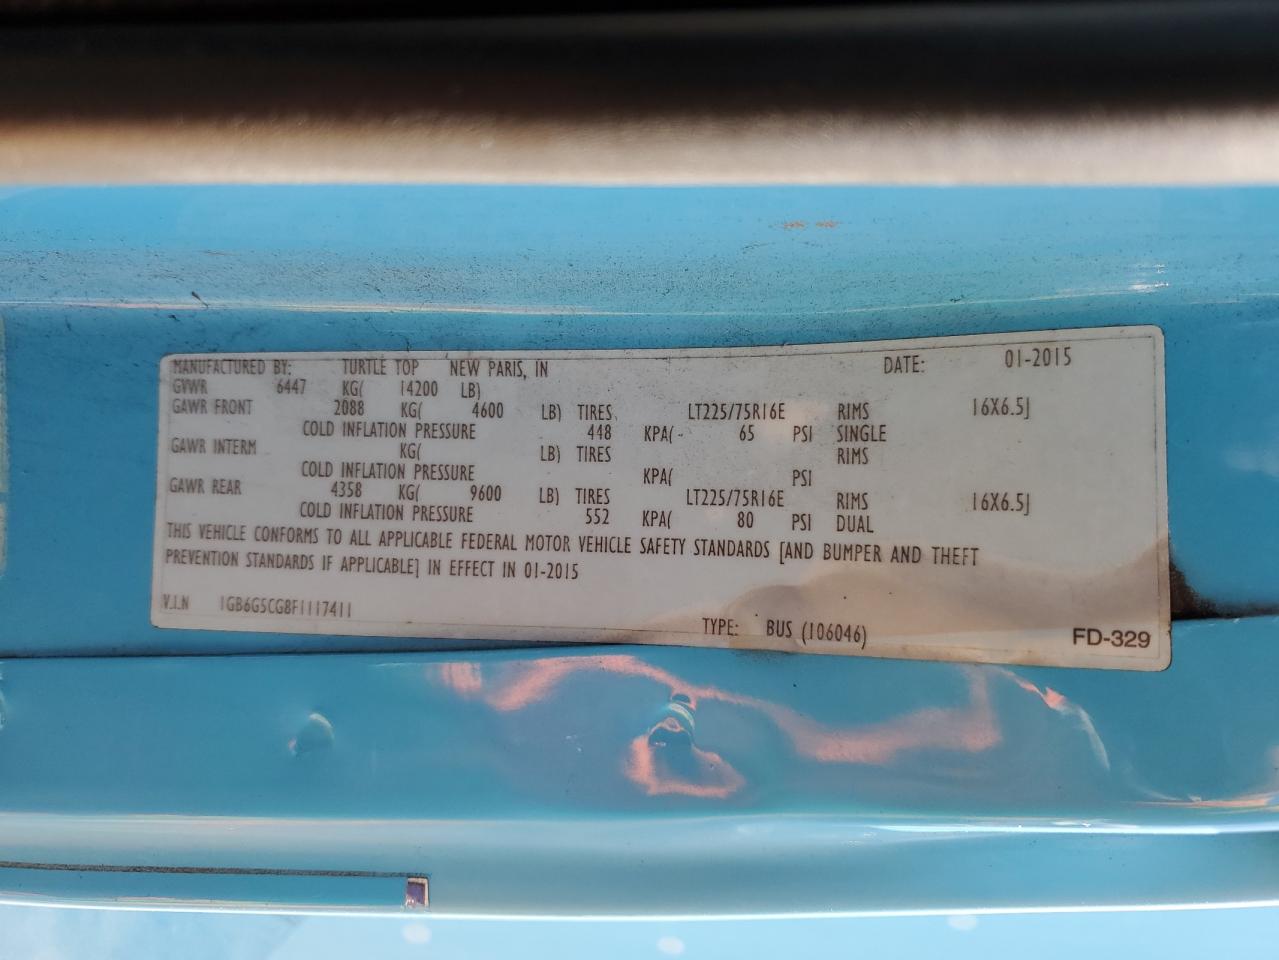 MANUFACTURED BY: TURTLE TOP NEW PARIS, IN DATE: 01-2015
GVWR 6447 KG( 14200 LB)
GAWR FRONT 2088 KG( 4600 LB) TIRES LT225/75R16E RIMS 16X6.5J
COLD INFLATION PRESSURE 448 KPA( 65 PSI SINGLE
GAWR INTERM KG( LB) TIRES RIMS
COLD INFLATION PRESSURE KPA( PSI
GAWR REAR 4358 KG( 9600 LB) TIRES LT225/75R16E RIMS 16X6.5J
COLD INFLATION PRESSURE 552 KPA( 80 PSI DUAL
THIS VEHICLE CONFORMS TO ALL APPLICABLE FEDERAL MOTOR VEHICLE SAFETY STANDARDS [AND BUMPER AND THEFT
PREVENTION STANDARDS IF APPLICABLE] IN EFFECT IN 01-2015
V.I.N 1GB6G5CG8F1117411
TYPE: BUS (106046) FD-329